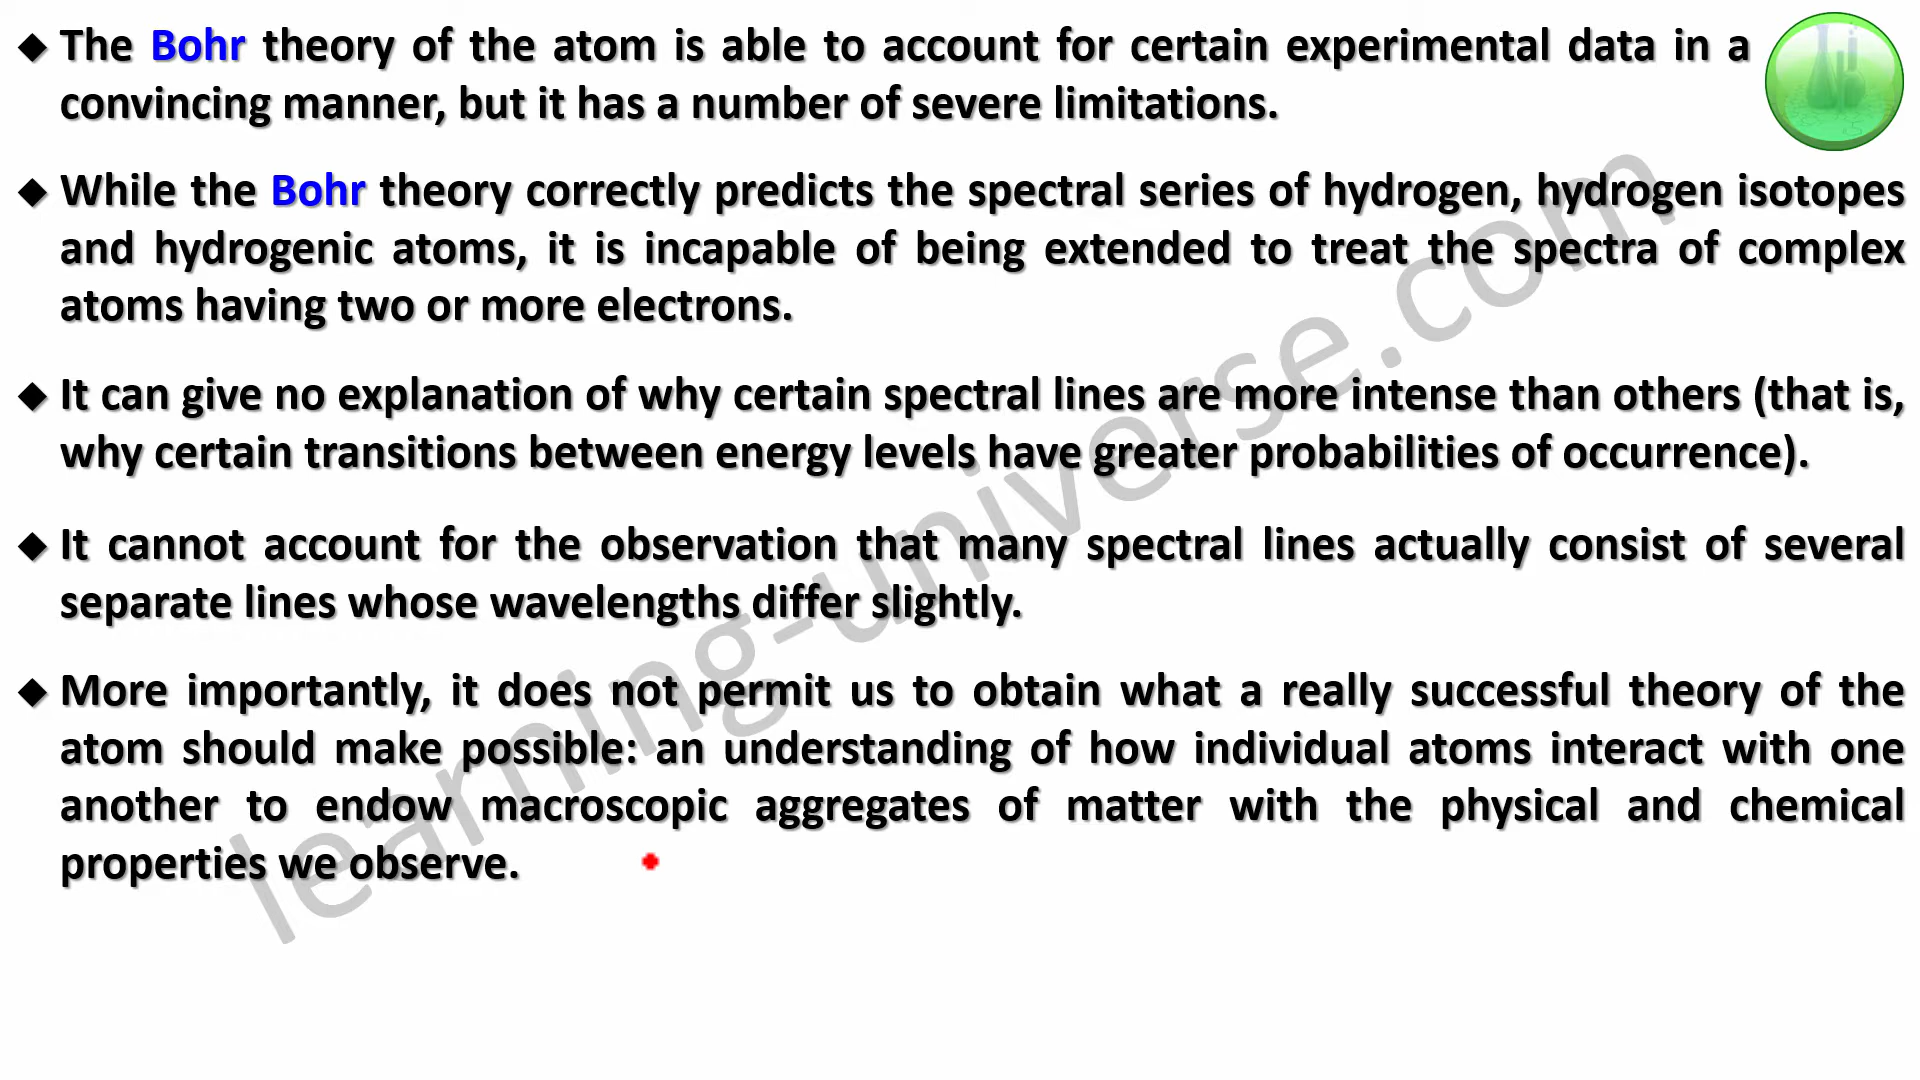 ◆ The Bohr theory of the atom is able to account for certain experimental data in a
convincing manner, but it has a number of severe limitations.
◆ While the Bohr theory correctly predicts the spectral series of hydrogen, hydrogen isotopes
and hydrogenic atoms, it is incapable of being extended to treat the spectra of complex
atoms having two or more electrons.
◆ It can give no explanation of why certain spectral lines are more intense than others (that is,
why certain transitions between energy levels have greater probabilities of occurrence).
◆ It cannot account for the observation that many spectral lines actually consist of several
separate lines whose wavelengths differ slightly.
◆ More importantly, it does not permit us to obtain what a really successful theory of the
atom should make possible: an understanding of how individual atoms interact with one
another to endow macroscopic aggregates of matter with the physical and chemical
properties we observe.
learning-universe.com